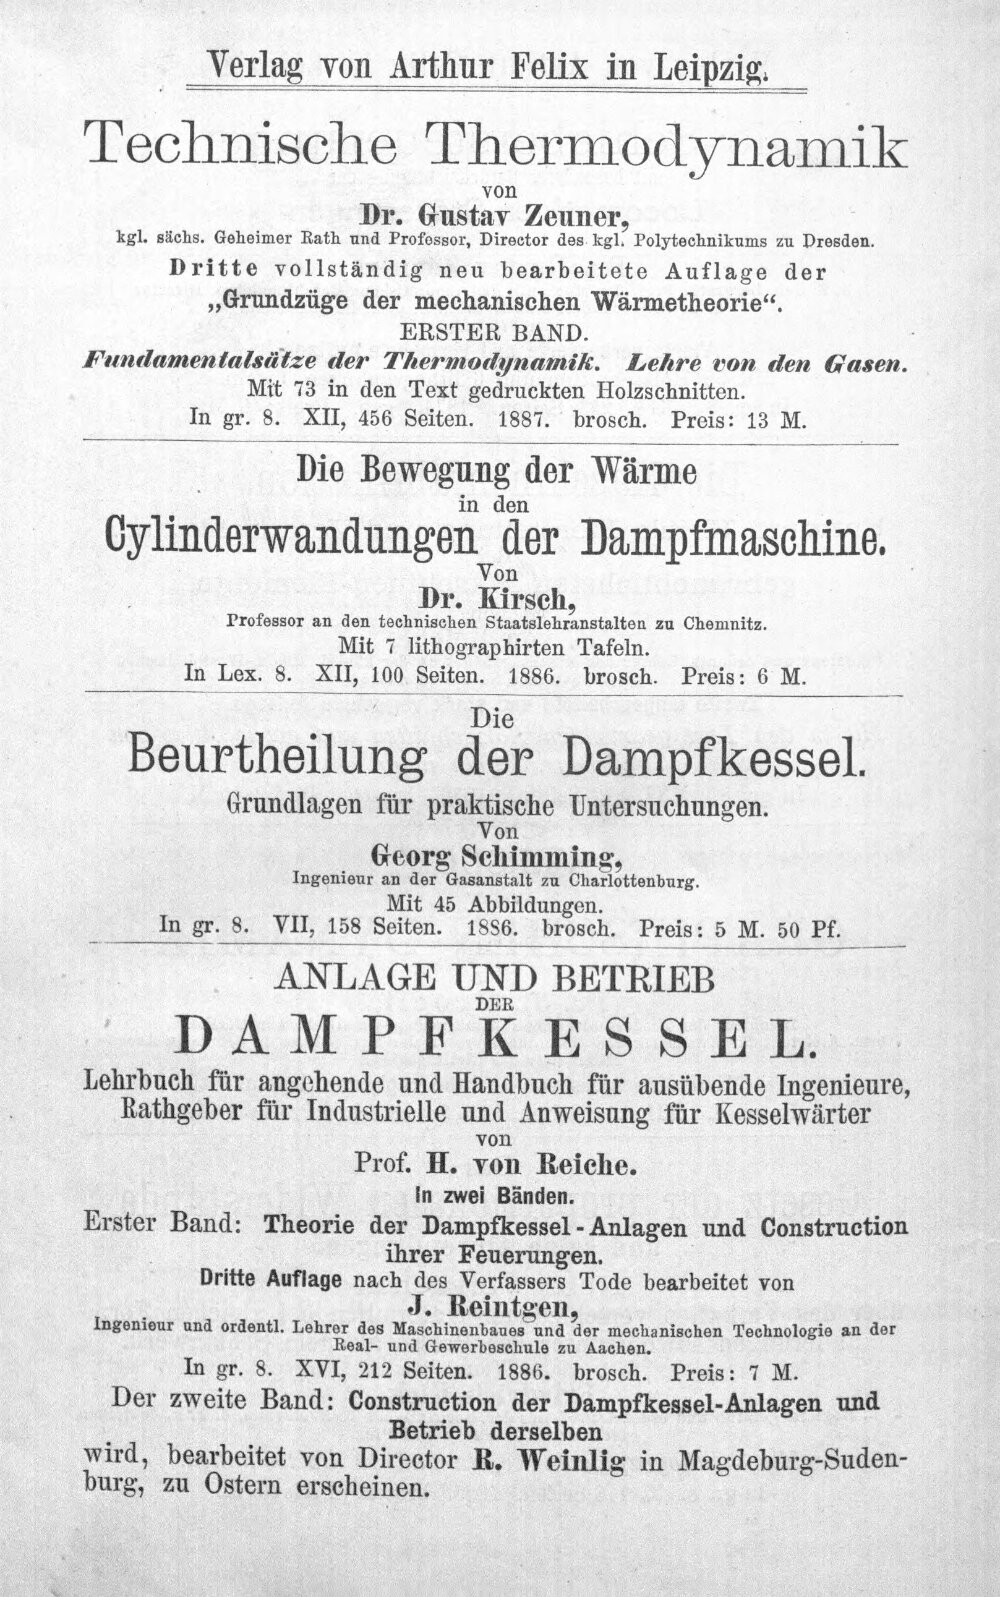 Verlag von Arthur Felix in Leipzig.
Technische Thermodynamik
von
Dr. Gustav Zeuner,
kgl. sächs. Geheimer Rath und Professor, Director des kgl. Polytechnikums zu Dresden.
Dritte vollständig neu bearbeitete Auflage der
„Grundzüge der mechanischen Wärmetheorie“.
ERSTER BAND.
Fundamentalsätze der Thermodynamik. Lehre von den Gasen.
Mit 73 in den Text gedruckten Holzschnitten.
In gr. 8. XII, 456 Seiten. 1887. brosch. Preis: 13 M.
Die Bewegung der Wärme
in den
Cylinderwandungen der Dampfmaschine.
Von
Dr. Kirsch,
Professor an den technischen Staatslehranstalten zu Chemnitz.
Mit 7 lithographirten Tafeln.
In Lex. 8. XII, 100 Seiten. 1886. brosch. Preis: 6 M.
Die
Beurtheilung der Dampfkessel.
Grundlagen für praktische Untersuchungen.
Von
Georg Schimming,
Ingenieur an der Gasanstalt zu Charlottenburg.
Mit 45 Abbildungen.
In gr. 8. VII, 158 Seiten. 1886. brosch. Preis: 5 M. 50 Pf.
ANLAGE UND BETRIEB
DER
DAMPFKESSEL.
Lehrbuch für angehende und Handbuch für ausübende Ingenieure,
Rathgeber für Industrielle und Anweisung für Kesselwärter
von
Prof. H. von Reiche.
In zwei Bänden.
Erster Band: Theorie der Dampfkessel-Anlagen und Construction
ihrer Feuerungen.
Dritte Auflage nach des Verfassers Tode bearbeitet von
J. Reintgen,
Ingenieur und ordentl. Lehrer des Maschinenbaues und der mechanischen Technologie an der
Real- und Gewerbeschule zu Aachen.
In gr. 8. XVI, 212 Seiten. 1886. brosch. Preis: 7 M.
Der zweite Band: Construction der Dampfkessel-Anlagen und
Betrieb derselben
wird, bearbeitet von Director R. Weinlig in Magdeburg-Suden-
burg, zu Ostern erscheinen.